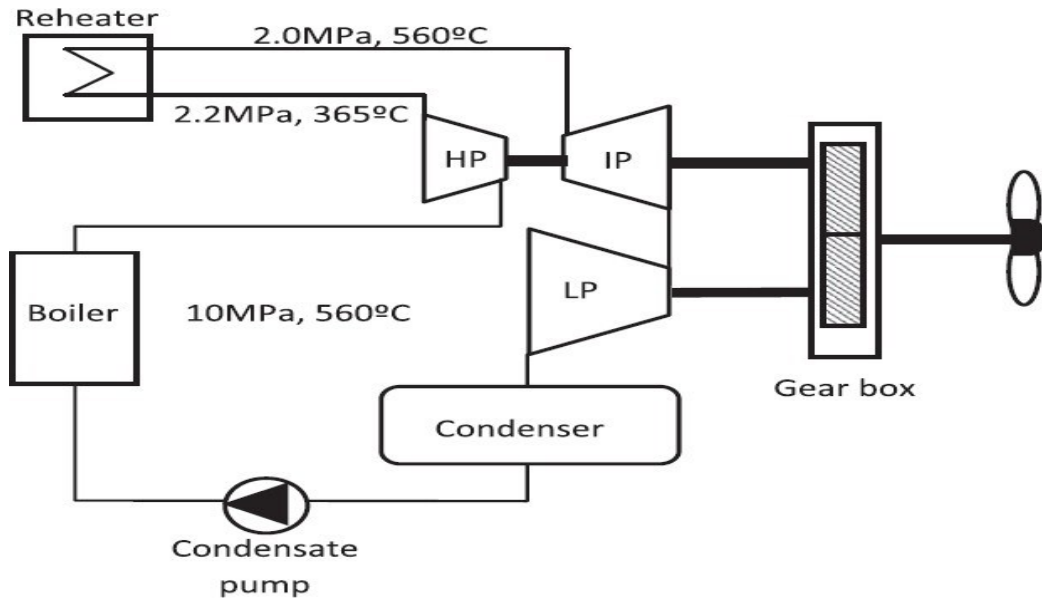 Reheater
2.0MPa, 560ºC
2.2MPa, 365ºC
HP
IP
LP
Boiler
10MPa, 560ºC
Gear box
Condenser
Condensate
pump